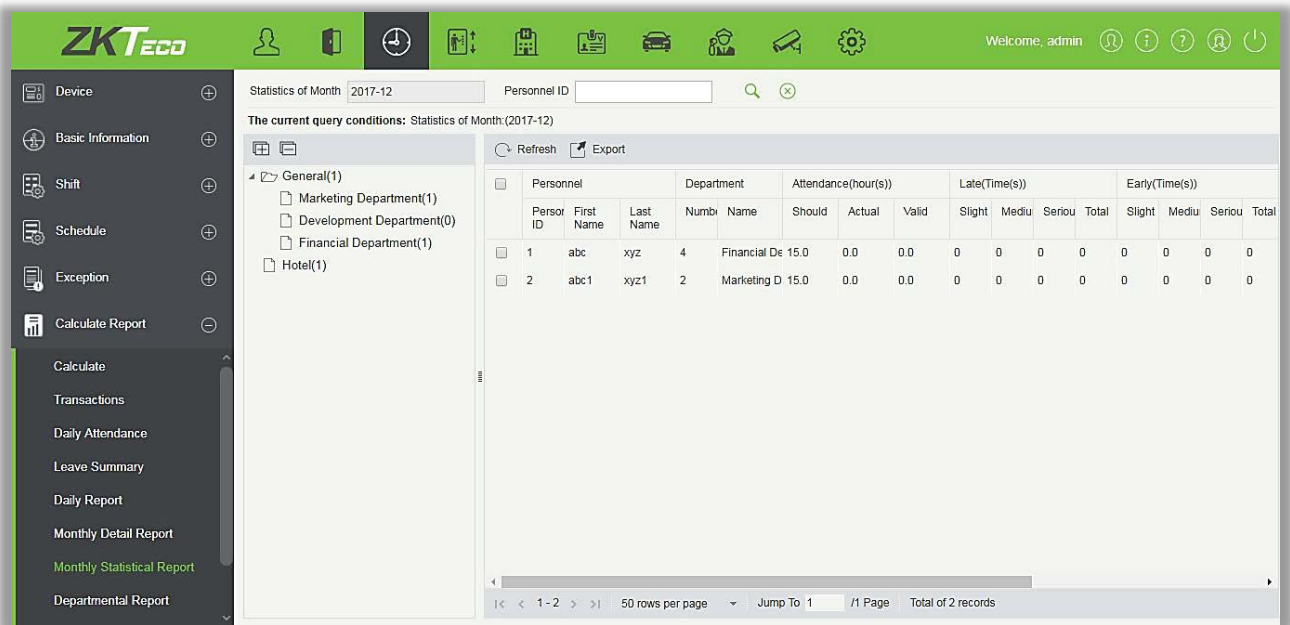 ZKTECO
Welcome, admin
Device
Basic Information
Shift
Schedule
Exception
Calculate Report
Calculate
Transactions
Daily Attendance
Leave Summary
Daily Report
Monthly Detail Report
Monthly Statistical Report
Departmental Report
Statistics of Month 2017-12 Personnel ID
The current query conditions: Statistics of Month:(2017-12)
General(1)
Marketing Department(1)
Development Department(0)
Financial Department(1)
Hotel(1)
Refresh Export
Personnel Department Attendance(hour(s)) Late(Time(s)) Early(Time(s))
Person ID First Name Last Name Numbe Name Should Actual Valid Slight Mediu Seriou Total Slight Mediu Seriou Total
1 abc xyz 4 Financial De 15.0 0.0 0.0 0 0 0 0 0 0 0 0
2 abc1 xyz1 2 Marketing D 15.0 0.0 0.0 0 0 0 0 0 0 0 0
1-2 50 rows per page Jump To 1 /1 Page Total of 2 records